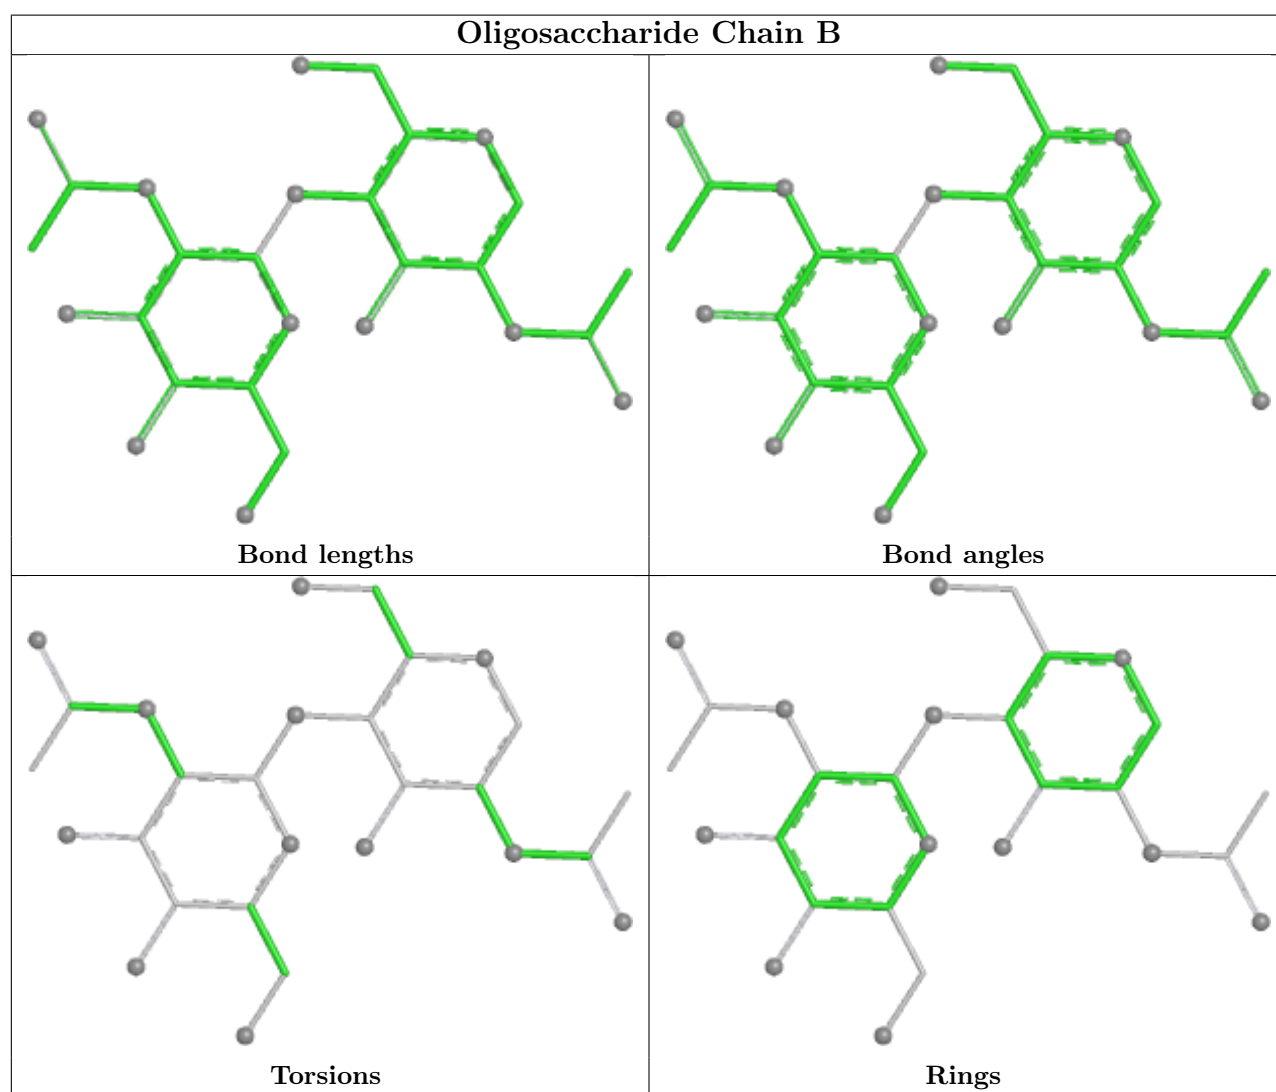 Oligosaccharide Chain B
Bond lengths
Bond angles
Torsions
Rings